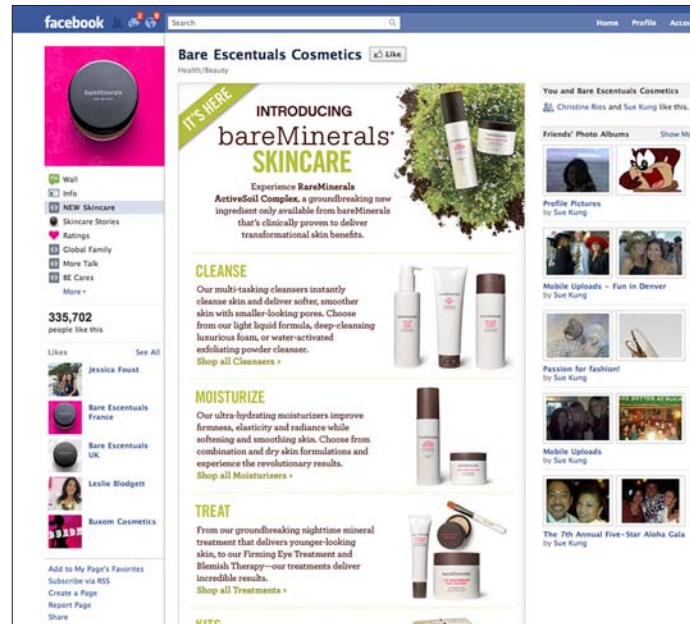 facebook
2
9
Search
Home Profile Accou
Bare Escentuals Cosmetics
Like
Health/Beauty
bareMinerals
Wall
Info
NEW Skincare
Skincare Stories
Ratings
Global Family
More Talk
BE Cares
More
335,702
people like this
Likes See All
Jessica Foust
Bare Escentuals
France
Bare Escentuals
UK
Leslie Blodgett
Buxom Cosmetics
Add to My Page's Favorites
Subscribe via RSS
Create a Page
Report Page
Share
IT'S HERE
INTRODUCING
bareMinerals®
SKINCARE
Experience RareMinerals
ActiveSoil Complex, a groundbreaking new
ingredient only available from bareMinerals
that's clinically proven to deliver
transformational skin benefits.
CLEANSE
Our multi-tasking cleansers instantly
cleanse skin and deliver softer, smoother
skin with smaller-looking pores. Choose
from our light liquid formula, deep-cleansing
luxurious foam, or water-activated
exfoliating powder cleanser.
Shop all Cleansers ›
MOISTURIZE
Our ultra-hydrating moisturizers improve
firmness, elasticity and radiance while
softening and smoothing skin. Choose from
combination and dry skin formulations and
experience the revolutionary results.
Shop all Moisturizers ›
TREAT
From our groundbreaking nighttime mineral
treatment that delivers younger-looking
skin, to our Firming Eye Treatment and
Blemish Therapy—our treatments deliver
incredible results.
Shop all Treatments ›
KITS
You and Bare Escentuals Cosmetics
Christine Rios and Sue Kung like this.
Friends' Photo Albums Show Mo
Profile Pictures
by Sue Kung
Mobile Uploads - Fun in Denver
by Sue Kung
Passion for fashion!
by Sue Kung
Mobile Uploads
by Sue Kung
The 7th Annual Five-Star Aloha Gala
by Sue Kung